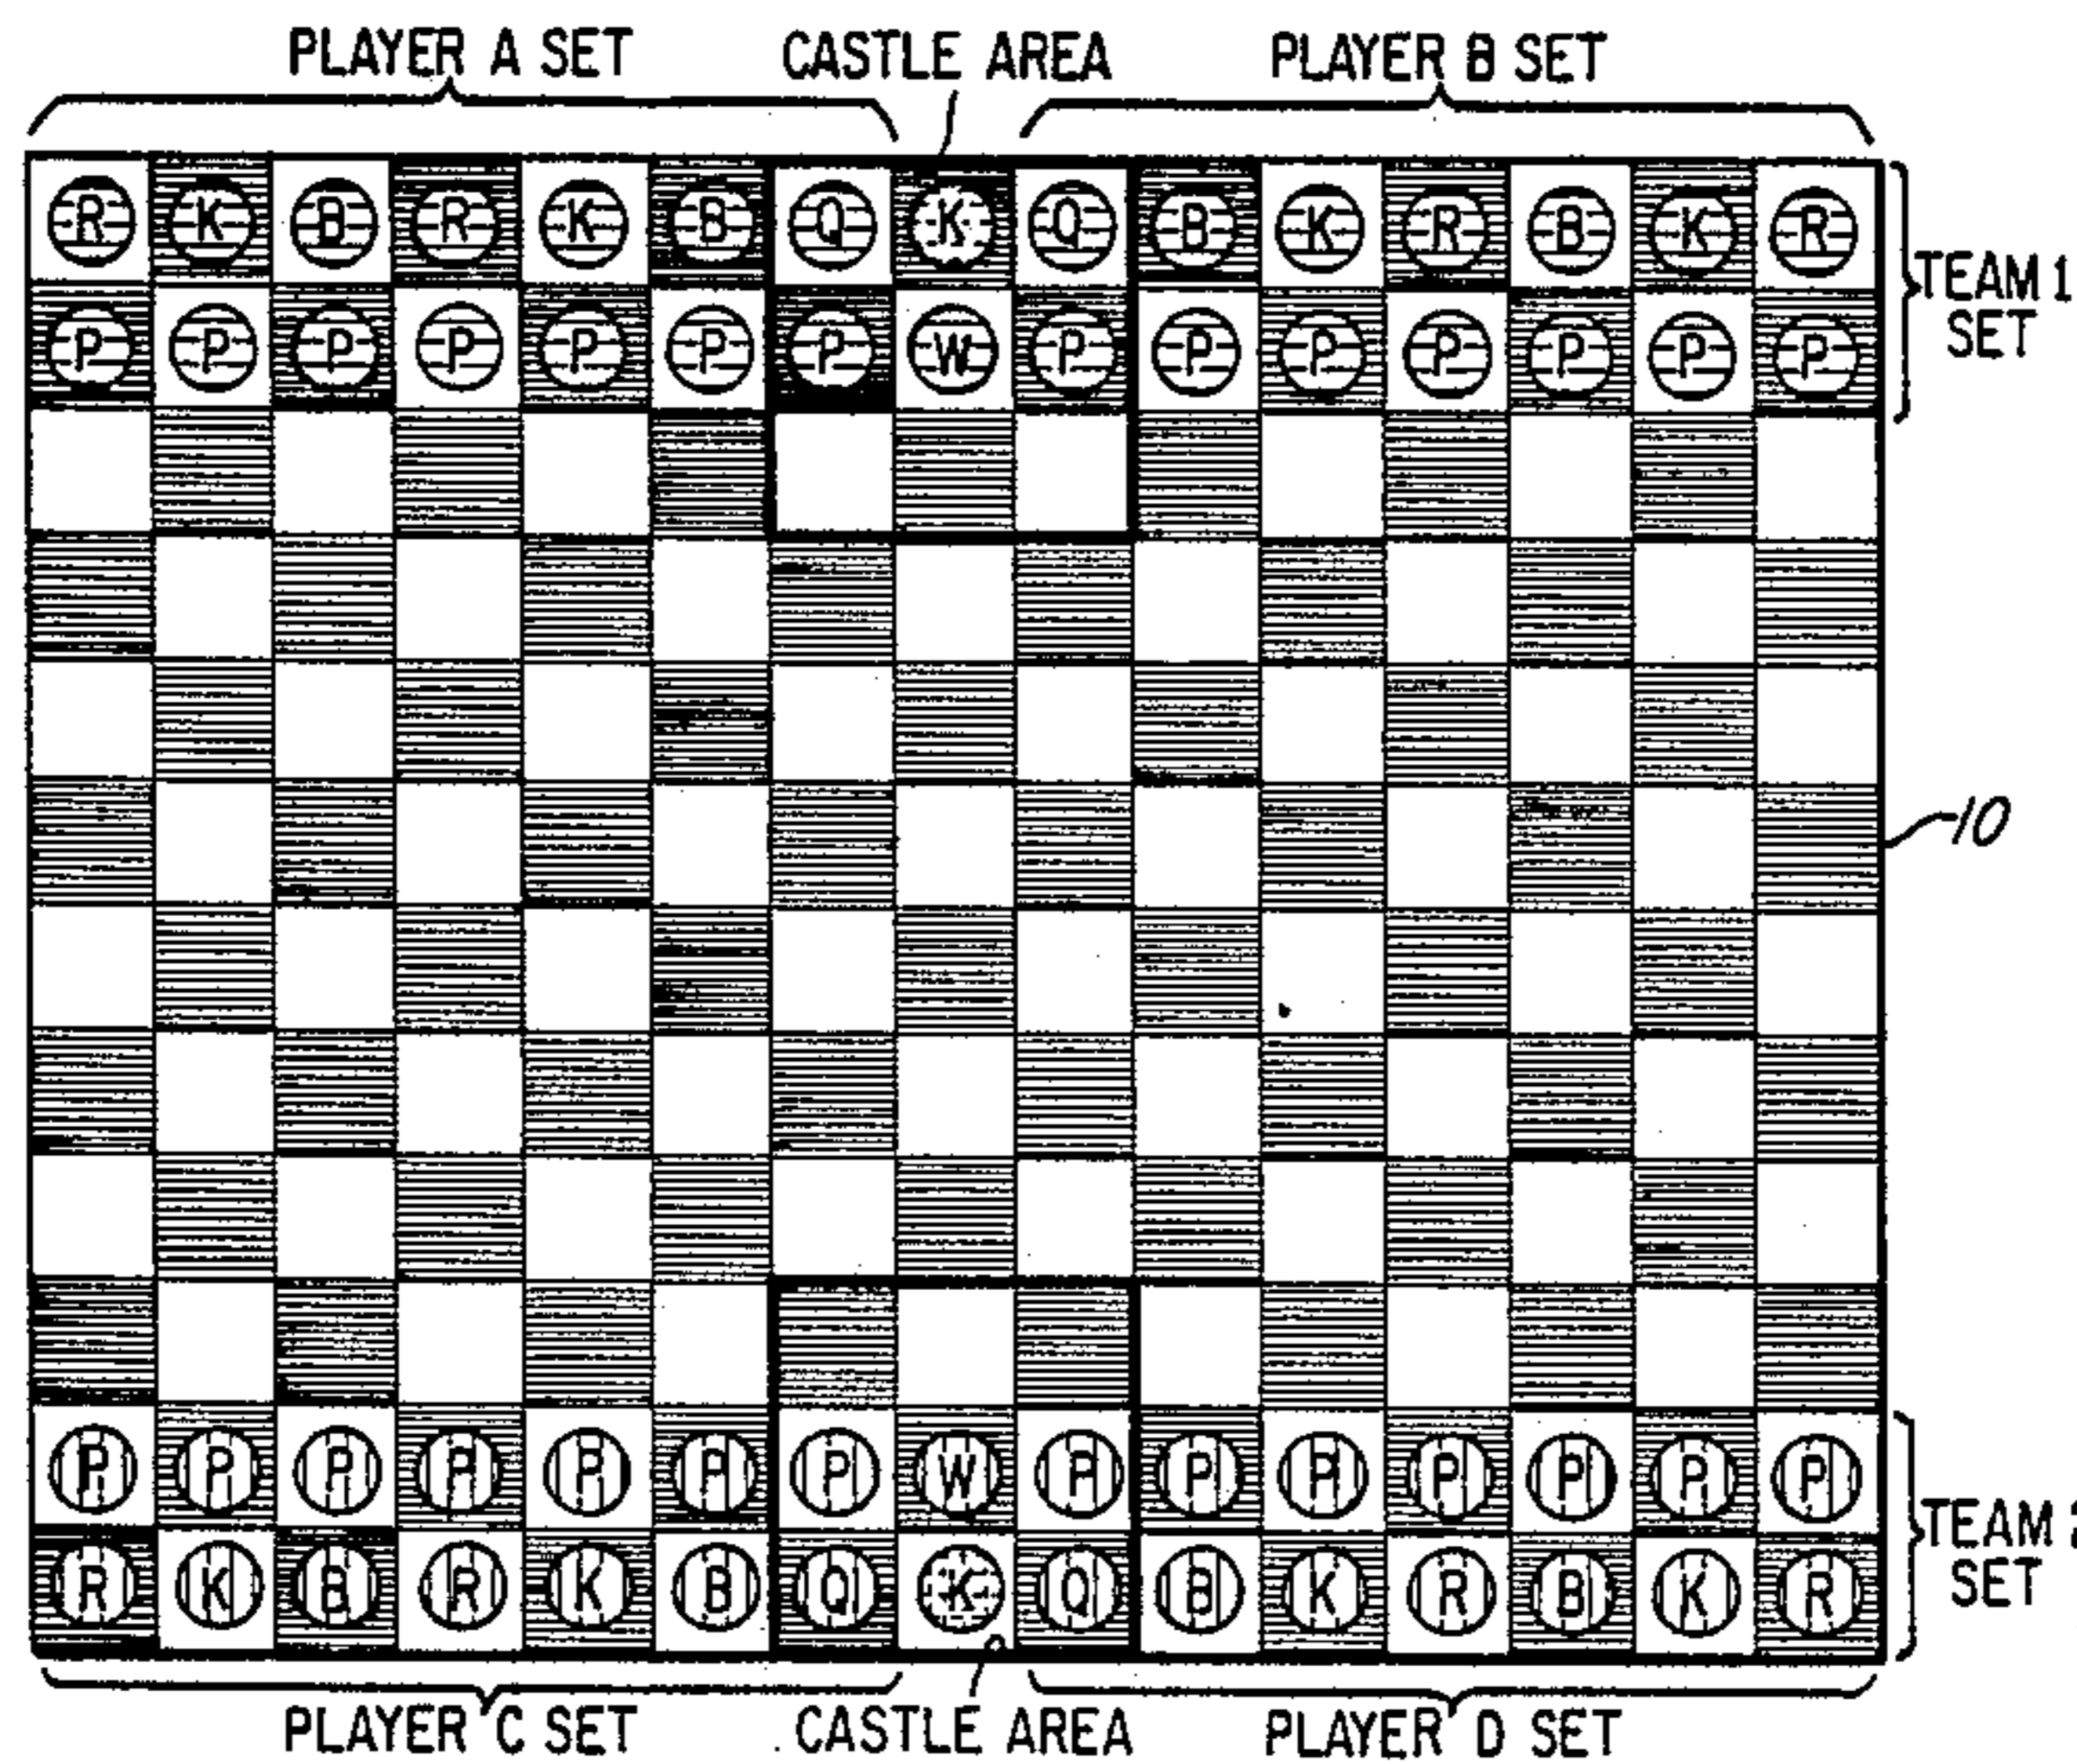 PLAYER A SET CASTLE AREA PLAYER B SET
R K B R K B Q K Q B K R B K R
TEAM 1 SET
P P P P P P P W P P P P P P P
10
P P P P P P P W P P P P P P P
TEAM 2 SET
R K B R K B Q K Q B K R B K R
PLAYER C SET CASTLE AREA PLAYER D SET